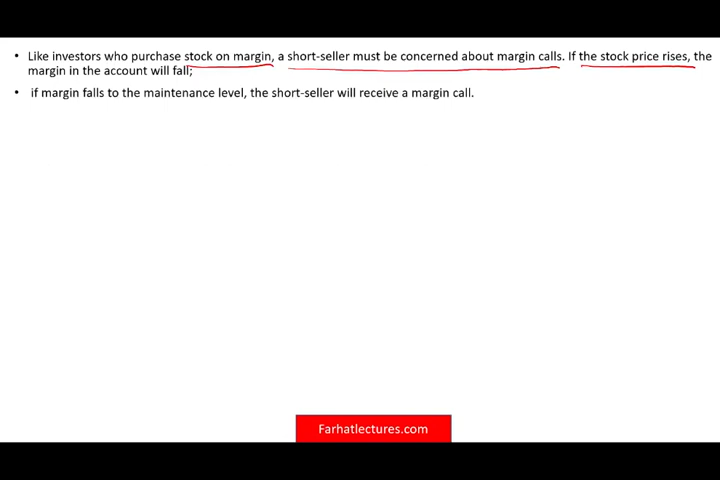 • Like investors who purchase stock on margin, a short-seller must be concerned about margin calls. If the stock price rises, the
margin in the account will fall;
• if margin falls to the maintenance level, the short-seller will receive a margin call.
Farhatlectures.com